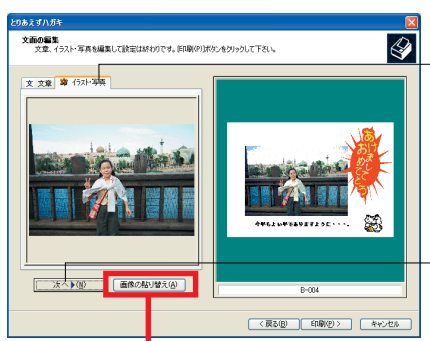 とりあえずハガキ
文面の編集
文章、イラスト・写真を編集して設定は終わりです。[印刷(P)]ボタンをクリックして下さい。
文 文章
イラスト・写真
あけまして
おめでとう
今年もよい年でありますように・・・。
次へ(N)
画像の貼り替え(A)
B-004
< 戻る(B)
印刷(P) >
キャンセル